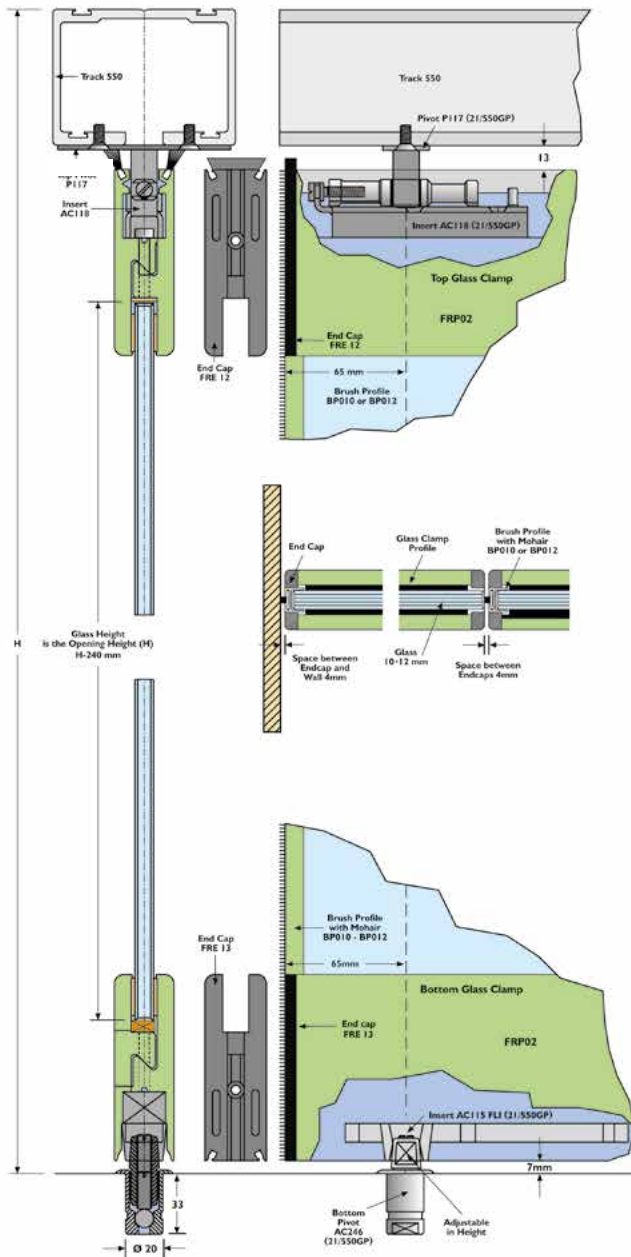 Track 550
Track 550
Pivot P117 (21/550GP)
13
P117
Insert
AC118
Insert AC118 (21/550GP)
Top Glass Clamp
FRP02
End Cap
FRE 12
End Cap
FRE 12
65 mm
Brush Profile
BP010 or BP012
End Cap
Glass Clamp
Profile
Brush Profile
with Mohair
BP010 or BP012
H
Glass Height
is the Opening Height (H)
H-240 mm
Space between
Endcap and
Wall 4mm
Glass
10-12 mm
Space between
Endcaps 4mm
End Cap
FRE 13
Brush Profile
with Mohair
BP010 - BP012
65mm
Bottom Glass Clamp
End cap
FRE 13
FRP02
Insert AC115 FLI (21/550GP)
7mm
33
Ø 20
Bottom
Pivot
AC246
(21/550GP)
Adjustable
in Height